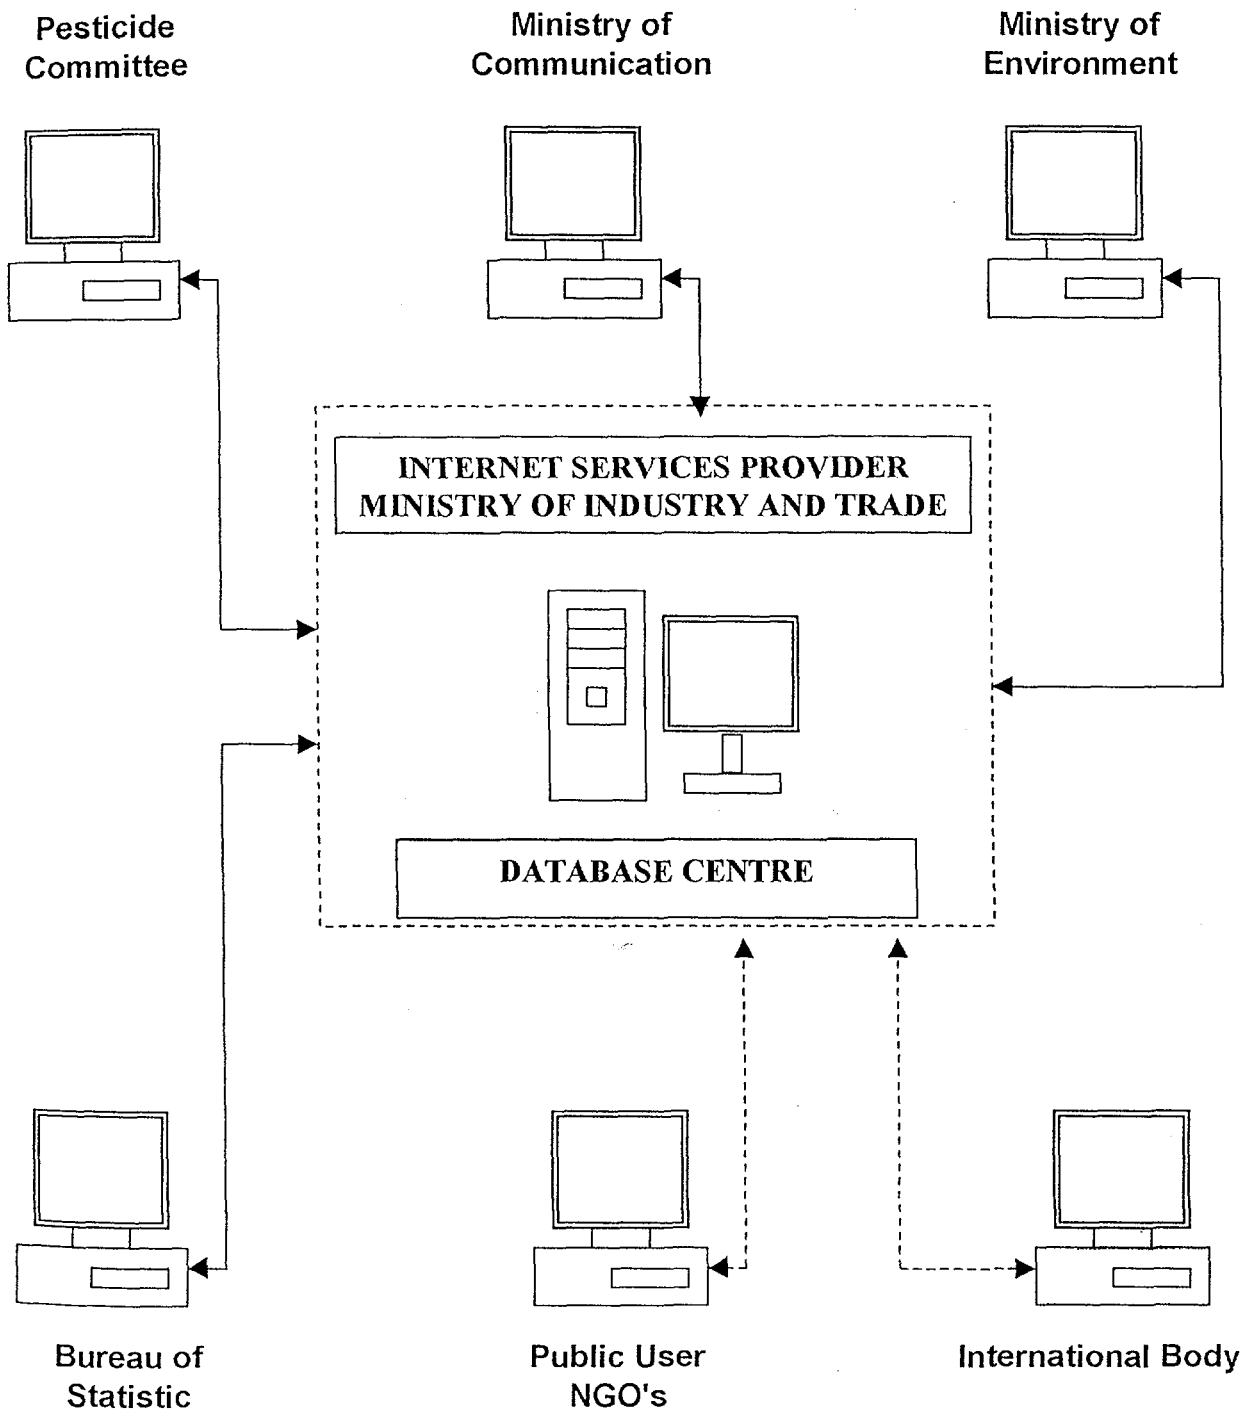 Pesticide
Committee
Ministry of
Communication
Ministry of
Environment
INTERNET SERVICES PROVIDER
MINISTRY OF INDUSTRY AND TRADE
DATABASE CENTRE
Bureau of
Statistic
Public User
NGO's
International Body